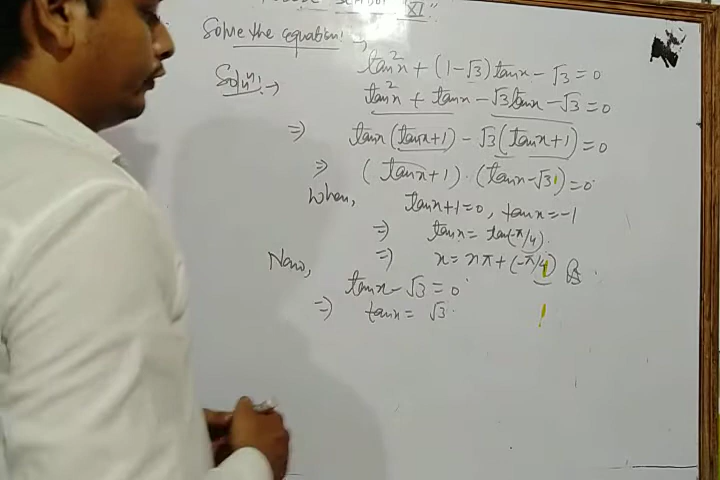 XI"
Solve the equation! →
tan²x + (1-√3) tanx - √3 = 0
Solⁿ! →
tan²x + tanx - √3 tanx - √3 = 0
⇒ tanx (tanx+1) - √3 (tanx+1) = 0
⇒ (tanx+1) · (tanx-√3) = 0
When, tanx+1=0, tanx=-1
⇒ tanx = tan(-π/4).
⇒ x = nπ + (-π/4)
Now,
tanx - √3 = 0
⇒ tanx = √3.